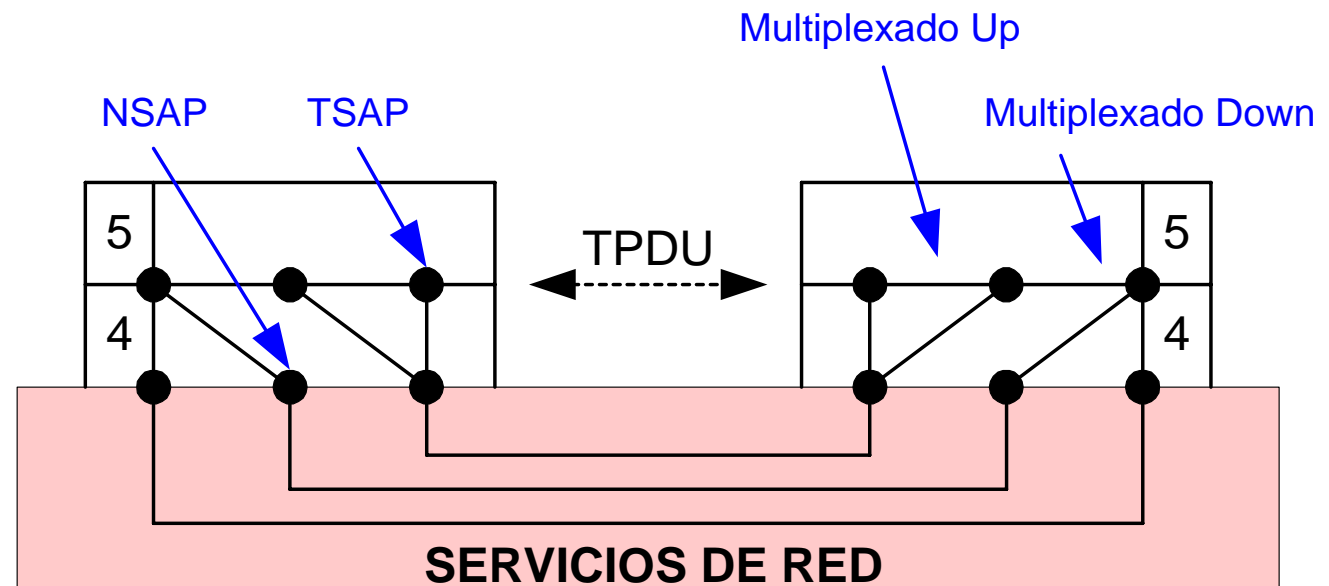 Multiplexado Up
NSAP
TSAP
Multiplexado Down
5
TPDU
5
4
4
SERVICIOS DE RED